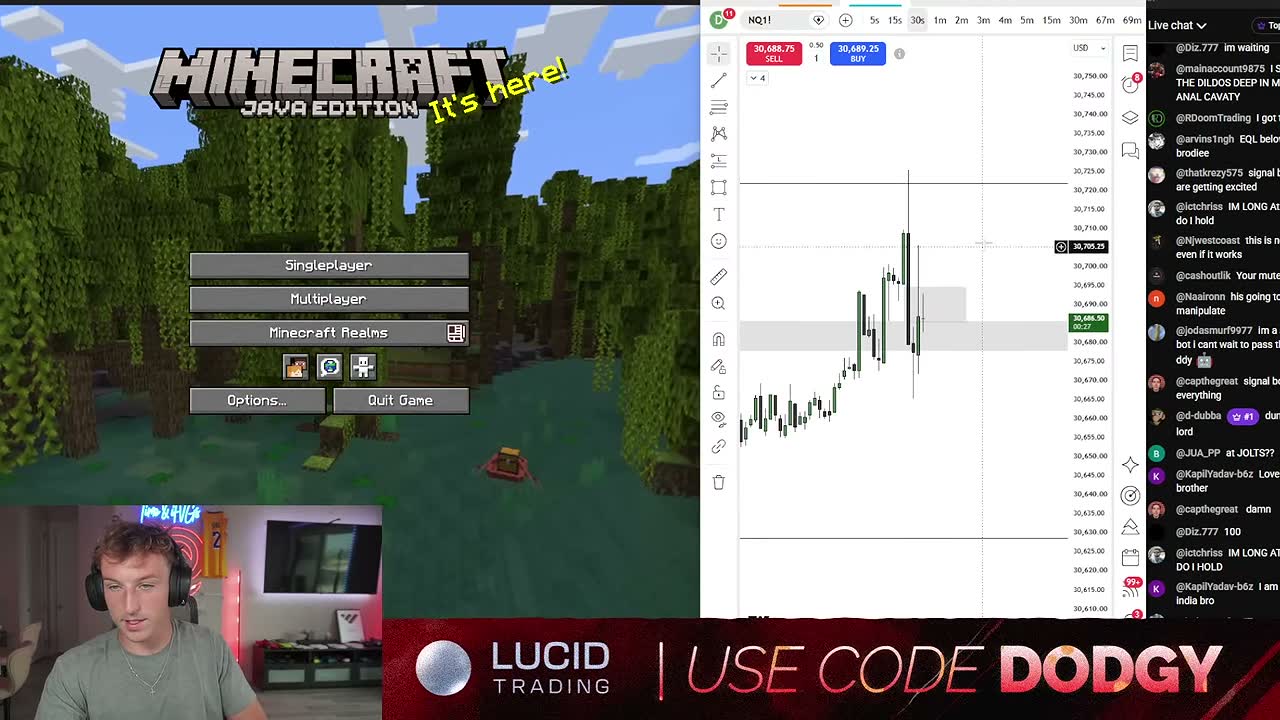 MINECRAFT
JAVA EDITION
It's here!
Singleplayer
Multiplayer
Minecraft Realms
Options...
Quit Game
D
11
NQ1!
5s 15s 30s 1m 2m 3m 4m 5m 15m 30m 67m 69m
30,688.75
SELL
0.50
1
30,689.25
BUY
4
USD
30,750.00
30,745.00
30,740.00
30,735.00
30,730.00
30,725.00
30,720.00
30,715.00
30,710.00
30,705.25
30,700.00
30,695.00
30,690.00
30,686.50
00:27
30,680.00
30,675.00
30,670.00
30,665.00
30,660.00
30,655.00
30,650.00
30,645.00
30,640.00
30,635.00
30,630.00
30,625.00
30,620.00
30,615.00
30,610.00
8
99+
3
Live chat
Top
@Diz.777 im waiting
@mainaccount9875 I S
THE DILDOS DEEP IN M
ANAL CAVATY
@RDoomTrading I got
@arvins1ngh EQL belo
brodiee
@thatkrezy575 signal b
are getting excited
@ictchriss IM LONG AT
do I hold
@Njwestcoast this is n
even if it works
@cashoutlik Your mute
@Naaironn his going to
manipulate
@jodasmurf9977 im a
bot i cant wait to pass th
ddy
@capthegreat signal b
everything
@d-dubba #1 dum
lord
@JUA_PP at JOLTS??
@KapilYadav-b6z Love
brother
@capthegreat damn
@Diz.777 100
@ictchriss IM LONG AT
DO I HOLD
@KapilYadav-b6z I am
india bro
2
LUCID
TRADING
USE CODE DODGY